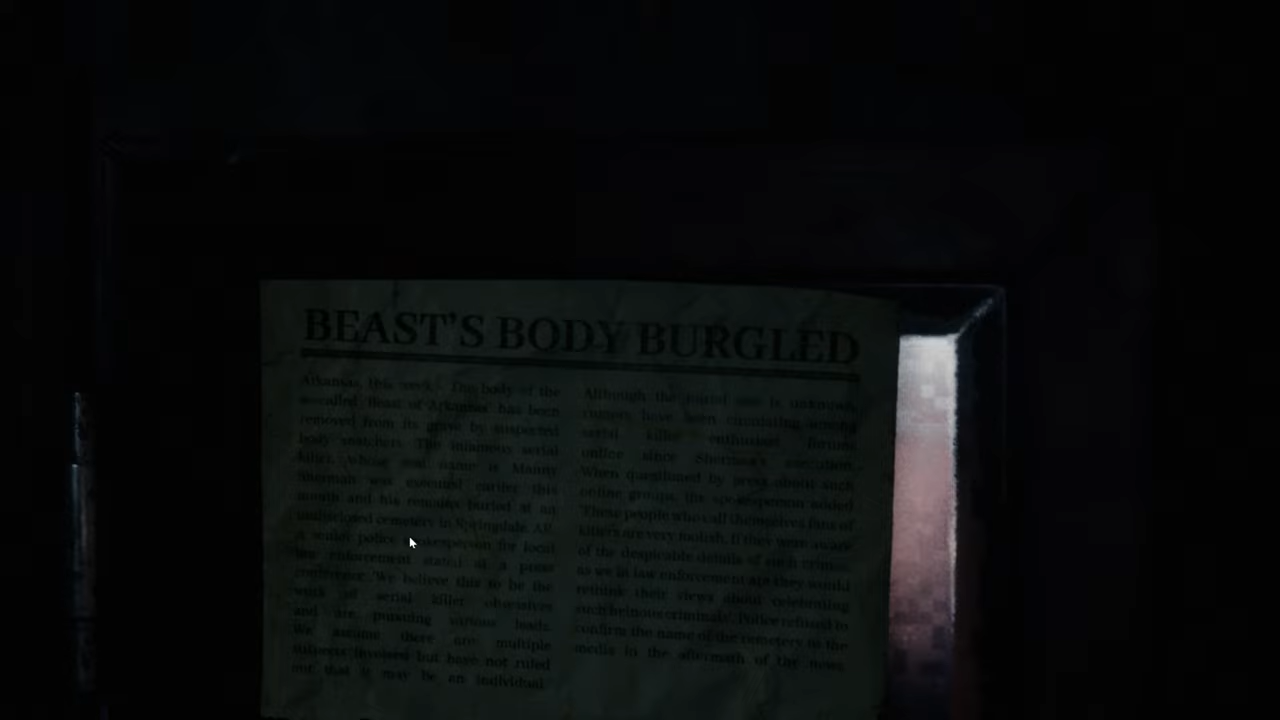 BEAST'S BODY BURGLED
Arkansas, this week - The body of the
so-called Beast of Arkansas has been
removed from its grave by suspected
body snatchers. The infamous serial
killer, whose real name is Manny
Sherman was executed earlier this
month and his remains buried at an
undisclosed cemetery in Springdale, AR.
A senior police spokesperson for local
law enforcement stated at a press
conference 'We believe this to be the
work of serial killer obsessives
and are pursuing various leads.
We assume there are multiple
subjects involved but have not ruled
out that it may be an individual.
Although the burial site is unknown,
rumors have been circulating
serial killer enthusiast forums
online since Sherman's execution.
When questioned by press about such
online groups, the spokesperson added
'These people who call themselves fans of
killers are very foolish. If they were aware
of the despicable details of such crimes
as we in law enforcement are they would
rethink their views about celebrating
such heinous criminals'. Police refused to
confirm the name of the cemetery to the
media in the aftermath of the news.